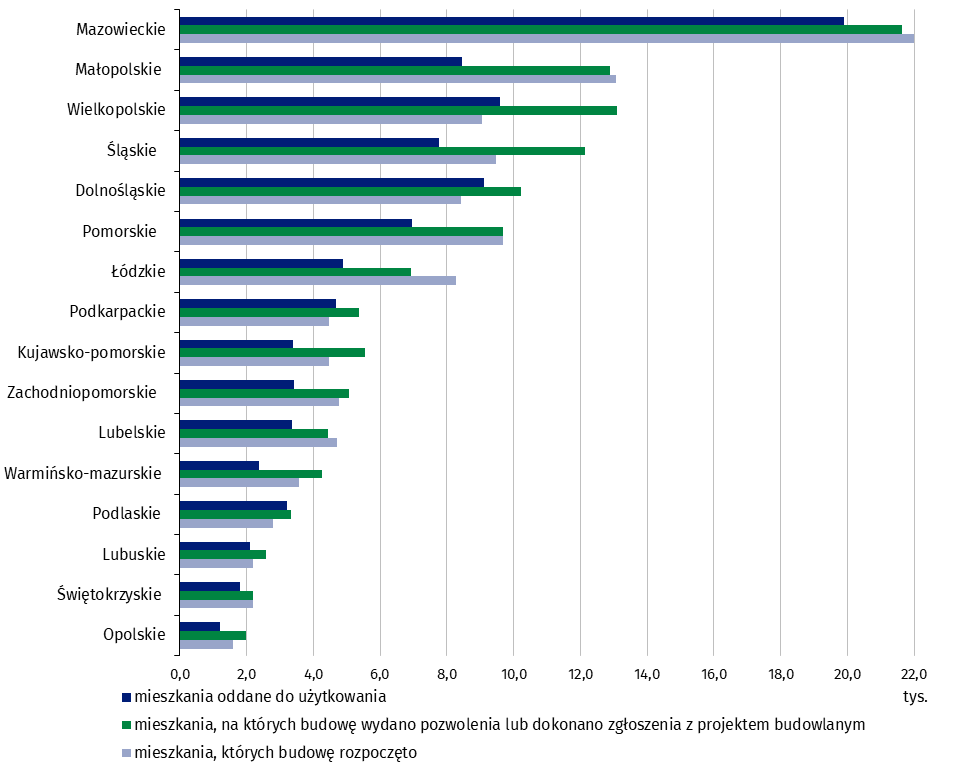 Mazowieckie
Małopolskie
Wielkopolskie
Śląskie
Dolnośląskie
Pomorskie
Łódzkie
Podkarpackie
Kujawsko-pomorskie
Zachodniopomorskie
Lubelskie
Warmińsko-mazurskie
Podlaskie
Lubuskie
Świętokrzyskie
Opolskie
0,0 2,0 4,0 6,0 8,0 10,0 12,0 14,0 16,0 18,0 20,0 22,0
tys.
mieszkania oddane do użytkowania
mieszkania, na których budowę wydano pozwolenia lub dokonano zgłoszenia z projektem budowlanym
mieszkania, których budowę rozpoczęto